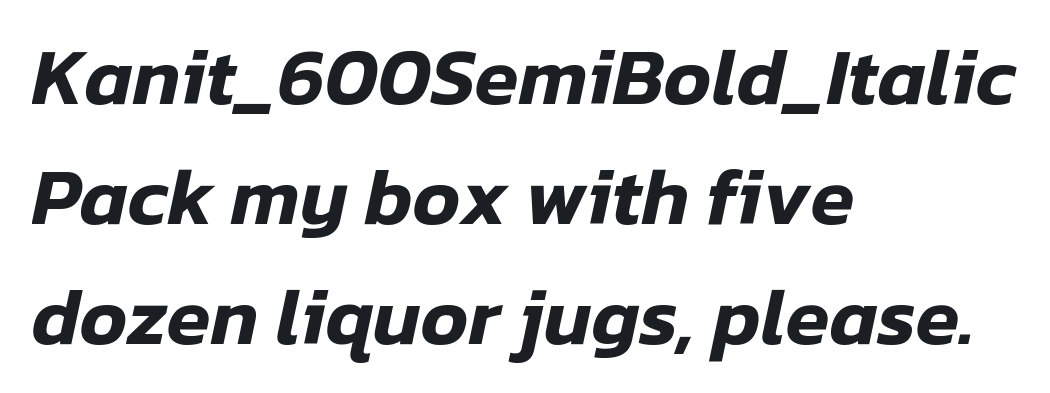 Kanit_600SemiBold_Italic
Pack my box with five
dozen liquor jugs, please.